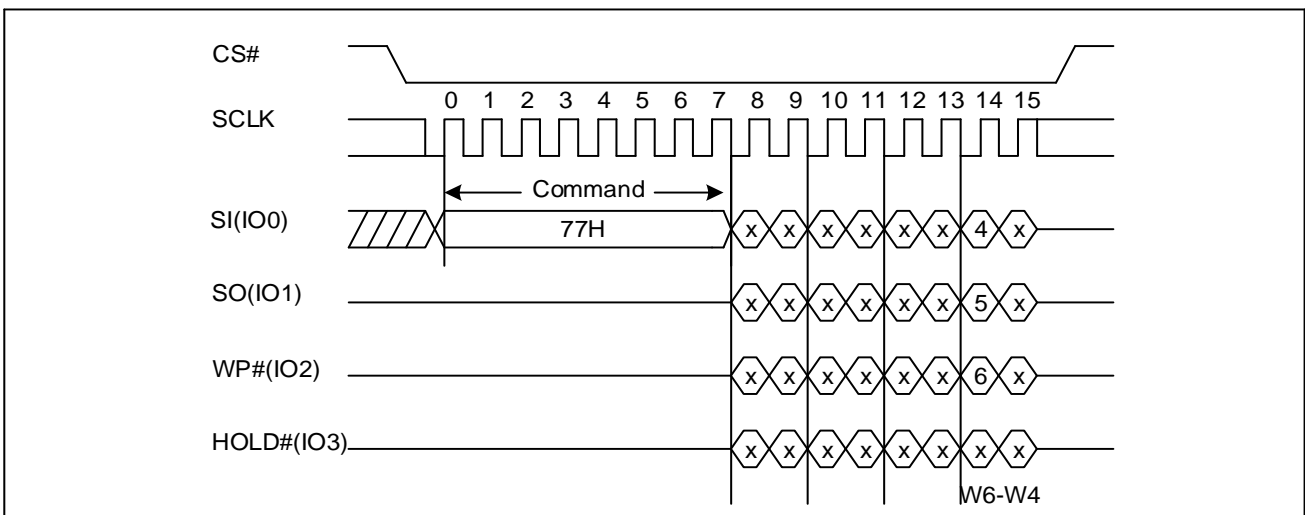 CS#
0 1 2 3 4 5 6 7 8 9 10 11 12 13 14 15
SCLK
Command
SI(IO0) 77H x x x x x x 4 x
SO(IO1) x x x x x x 5 x
WP#(IO2) x x x x x x 6 x
HOLD#(IO3) x x x x x x x x
W6-W4